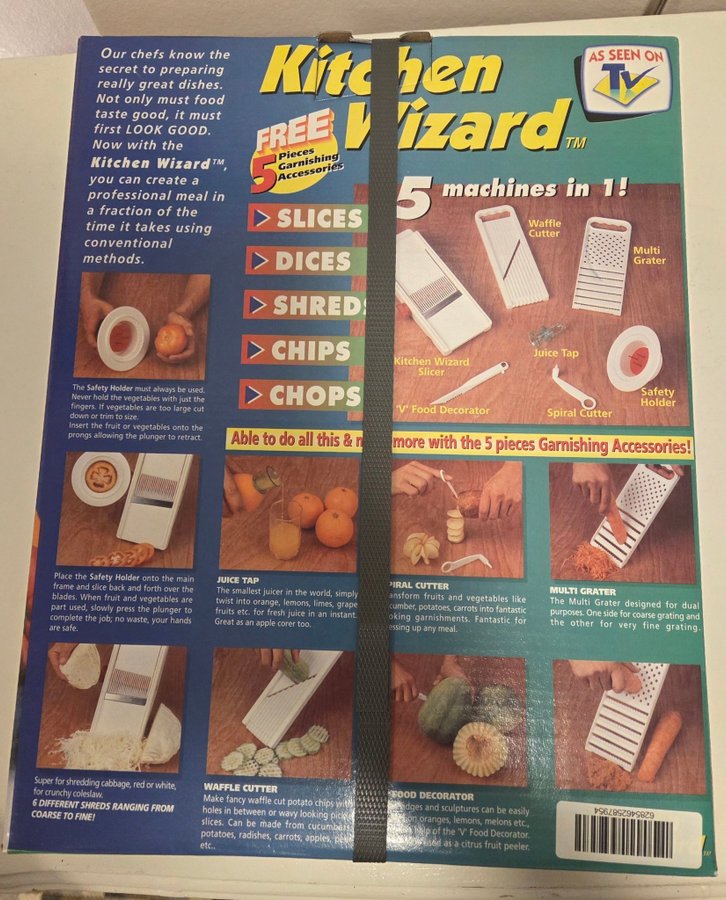 Our chefs know the
secret to preparing
really great dishes.
Not only must food
taste good, it must
first LOOK GOOD.
Now with the
Kitchen Wizard™,
you can create a
professional meal in
a fraction of the
time it takes using
conventional
methods.
Kitchen
Wizard™
AS SEEN ON
TV
FREE
5 Pieces
Garnishing
Accessories
5 machines in 1!
SLICES
DICES
SHREDS
CHIPS
CHOPS
Waffle
Cutter
Multi
Grater
Kitchen Wizard
Slicer
Juice Tap
'V' Food Decorator
Spiral Cutter
Safety
Holder
Able to do all this & more with the 5 pieces Garnishing Accessories!
The Safety Holder must always be used.
Never hold the vegetables with just the
fingers. If vegetables are too large cut
down or trim to size.
Insert the fruit or vegetables onto the
prongs allowing the plunger to retract.
Place the Safety Holder onto the main
frame and slice back and forth over the
blades. When fruit and vegetables are
part used, slowly press the plunger to
complete the job; no waste, your hands
are safe.
JUICE TAP
The smallest juicer in the world, simply
twist into orange, lemons, limes, grape
fruits etc. for fresh juice in an instant.
Great as an apple corer too.
SPIRAL CUTTER
fruits and vegetables like
potatoes, carrots into fantastic
garnishments. Fantastic for
up any meal.
MULTI GRATER
The Multi Grater designed for dual
purposes. One side for coarse grating and
the other for very fine grating.
Super for shredding cabbage, red or white,
for crunchy coleslaw.
6 DIFFERENT SHREDS RANGING FROM
COARSE TO FINE!
WAFFLE CUTTER
Make fancy waffle cut potato chips with
holes in between or wavy looking
slices. Can be made from cucumbers
potatoes, radishes, carrots, apples,
etc..
FOOD DECORATOR
and sculptures can be easily
oranges, lemons, melons etc.,
of the 'V' Food Decorator.
used as a citrus fruit peeler.
6285462587954